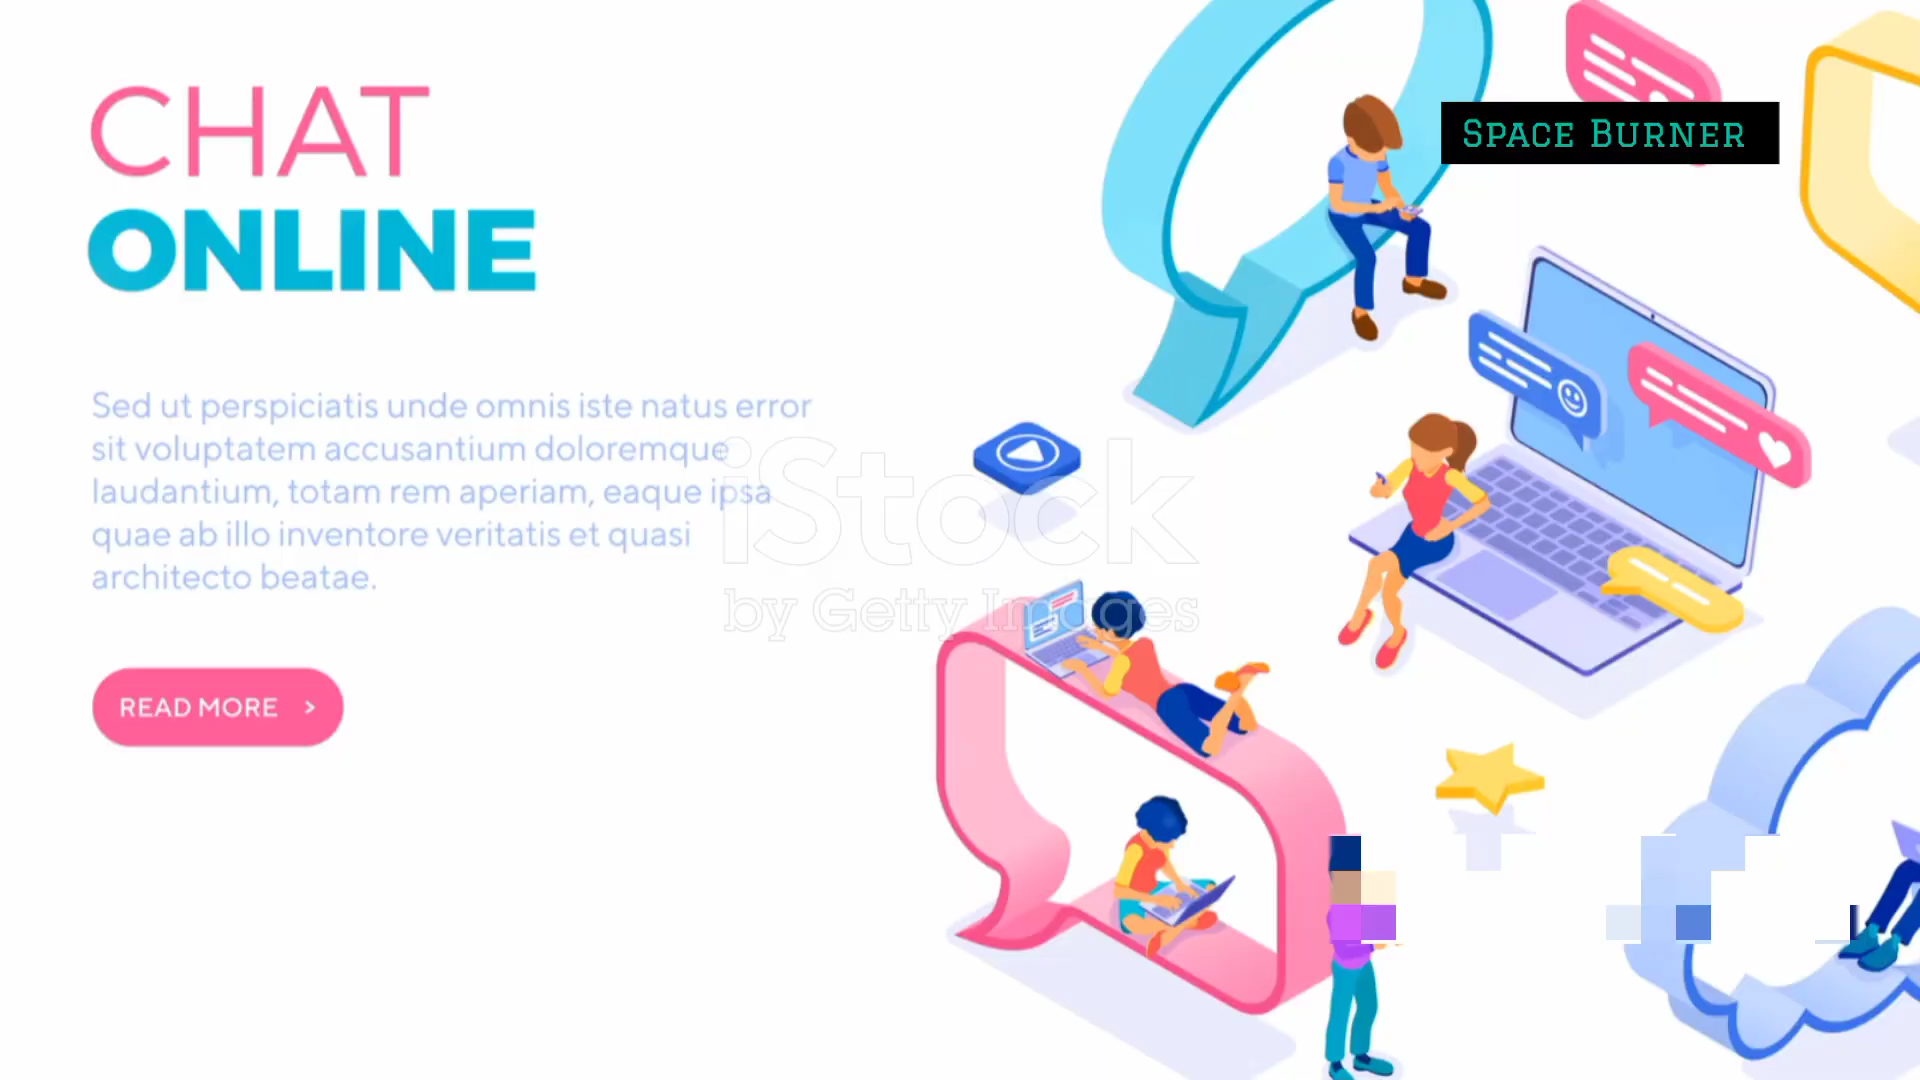 CHAT
ONLINE
Space Burner
Sed ut perspiciatis unde omnis iste natus error
sit voluptatem accusantium doloremque
laudantium, totam rem aperiam, eaque ipsa
quae ab illo inventore veritatis et quasi
architecto beatae.
iStock
by Getty Images
READ MORE >